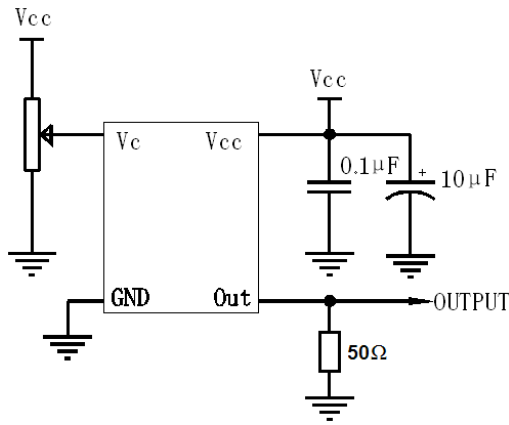 Vcc
Vcc
Vc
Vcc
0.1μF
+
10μF
GND
Out
OUTPUT
50Ω